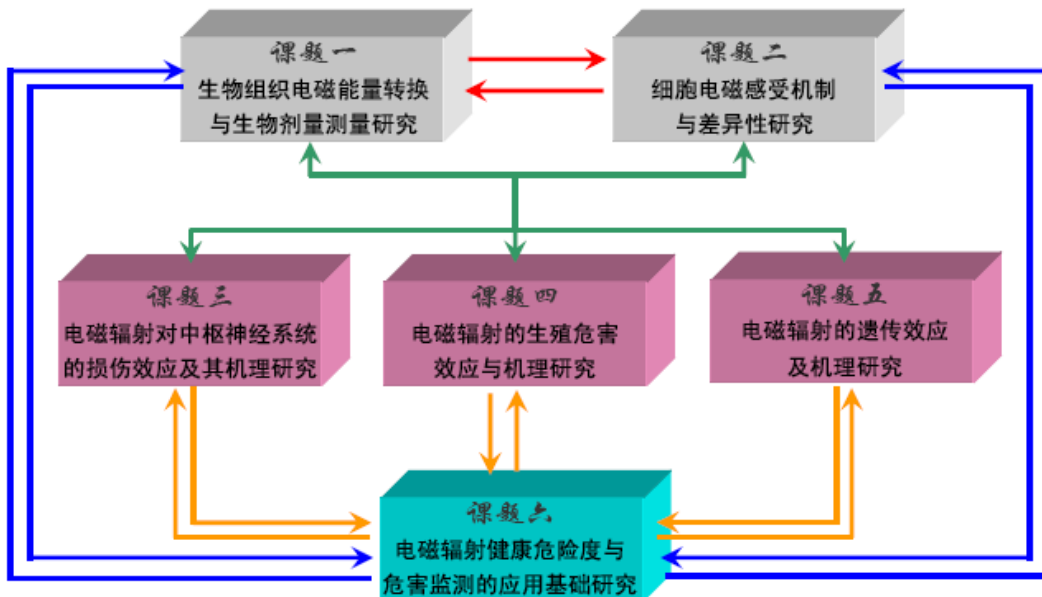 课题一
生物组织电磁能量转换
与生物剂量测量研究
课题二
细胞电磁感受机制
与差异性研究
课题三
电磁辐射对中枢神经系统
的损伤效应及其机理研究
课题四
电磁辐射的生殖危害
效应与机理研究
课题五
电磁辐射的遗传效应
及机理研究
课题六
电磁辐射健康危险度与
危害监测的应用基础研究